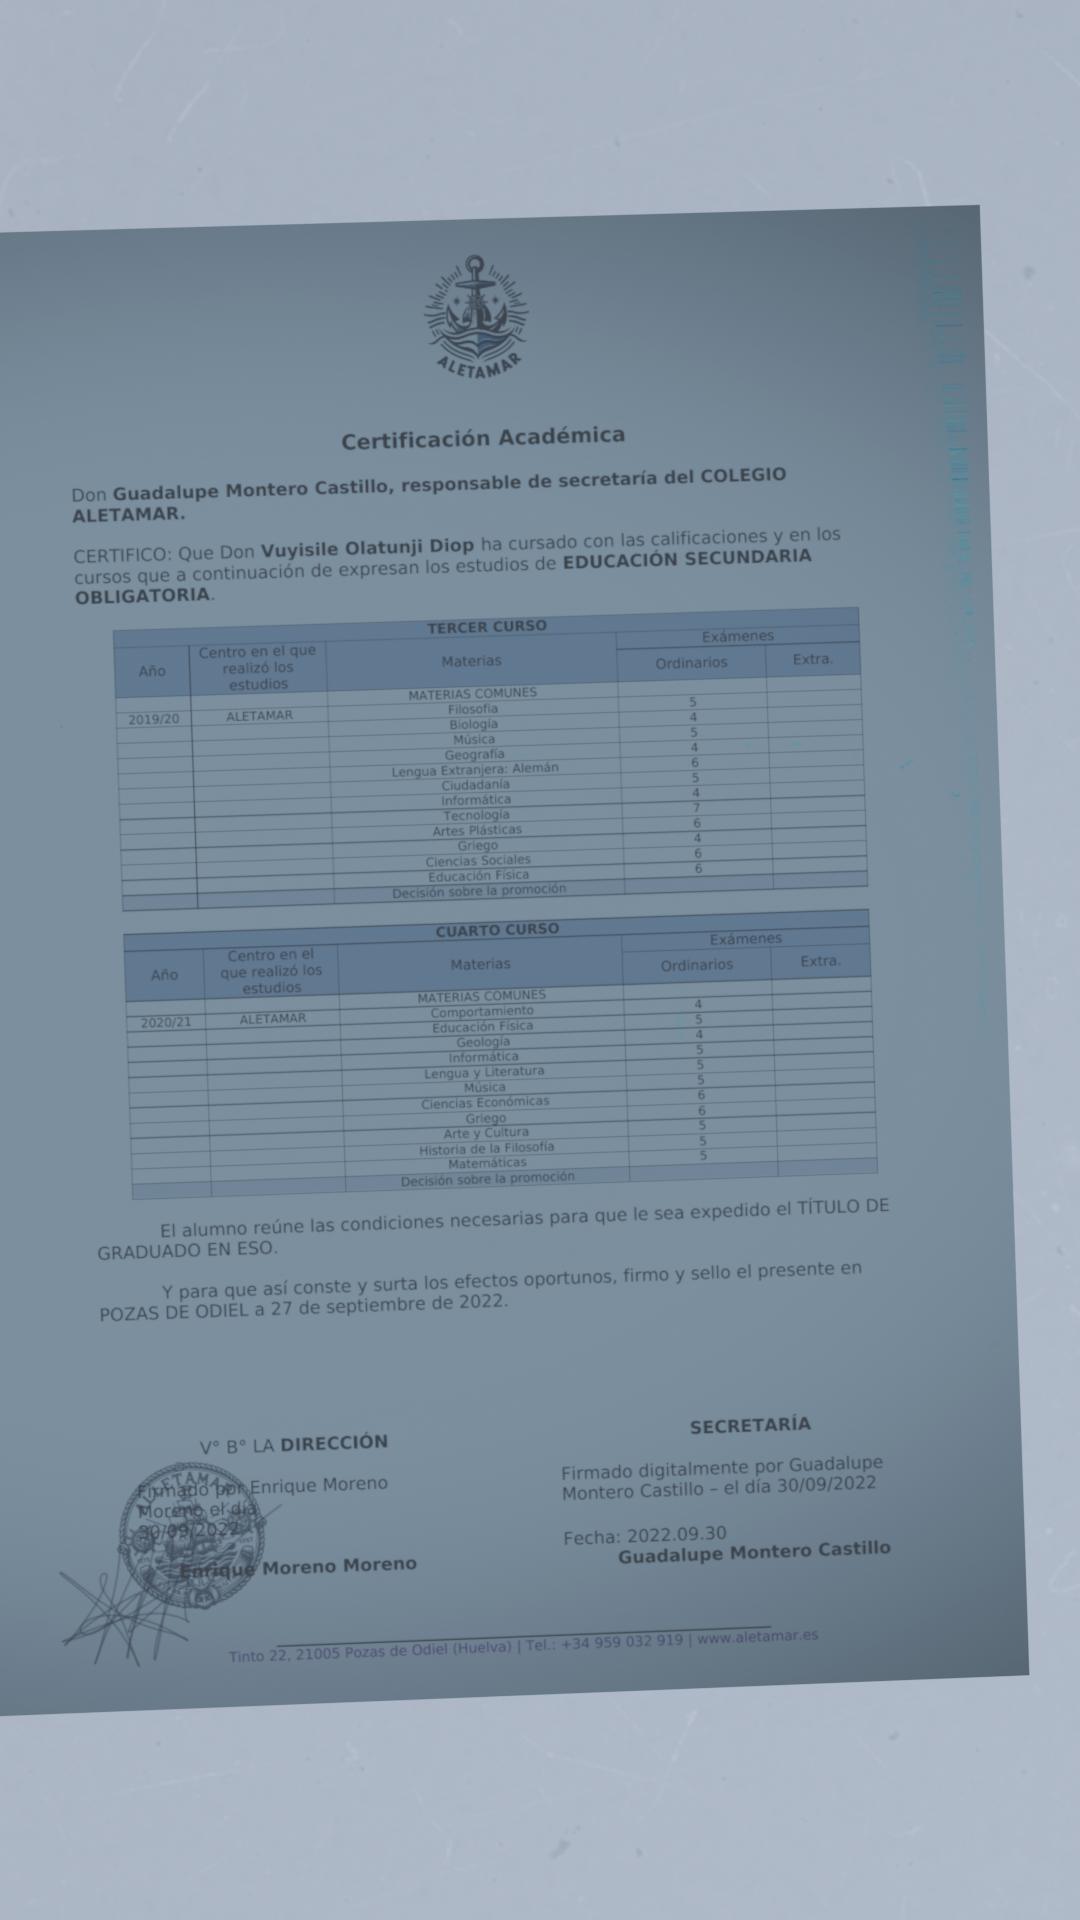 ALETAMAR
Certificación Académica
Don Guadalupe Montero Castillo, responsable de secretaría del COLEGIO
ALETAMAR.
CERTIFICO: Que Don Vuyisile Olatunji Diop ha cursado con las calificaciones y en los
cursos que a continuación de expresan los estudios de EDUCACIÓN SECUNDARIA
OBLIGATORIA.
TERCER CURSO
Año Centro en el que realizó los estudios Materias Exámenes
Ordinarios Extra.
MATERIAS COMUNES
2019/20 ALETAMAR Filosofía 5
Biología 4
Música 5
Geografía 4
Lengua Extranjera: Alemán 6
Ciudadanía 5
Informática 4
Tecnología 7
Artes Plásticas 6
Griego 4
Ciencias Sociales 6
Educación Física 6
Decisión sobre la promoción
CUARTO CURSO
Año Centro en el que realizó los estudios Materias Exámenes
Ordinarios Extra.
MATERIAS COMUNES
2020/21 ALETAMAR Comportamiento 4
Educación Física 5
Geología 4
Informática 5
Lengua y Literatura 5
Música 5
Ciencias Económicas 6
Griego 6
Arte y Cultura 5
Historia de la Filosofía 5
Matemáticas 5
Decisión sobre la promoción
El alumno reúne las condiciones necesarias para que le sea expedido el TÍTULO DE
GRADUADO EN ESO.
Y para que así conste y surta los efectos oportunos, firmo y sello el presente en
POZAS DE ODIEL a 27 de septiembre de 2022.
V° B° LA DIRECCIÓN
Firmado por Enrique Moreno
Moreno el día
30/09/2022
Enrique Moreno Moreno
ALETAMAR
SECRETARÍA
Firmado digitalmente por Guadalupe
Montero Castillo – el día 30/09/2022
Fecha: 2022.09.30
Guadalupe Montero Castillo
Tinto 22, 21005 Pozas de Odiel (Huelva) | Tel.: +34 959 032 919 | www.aletamar.es